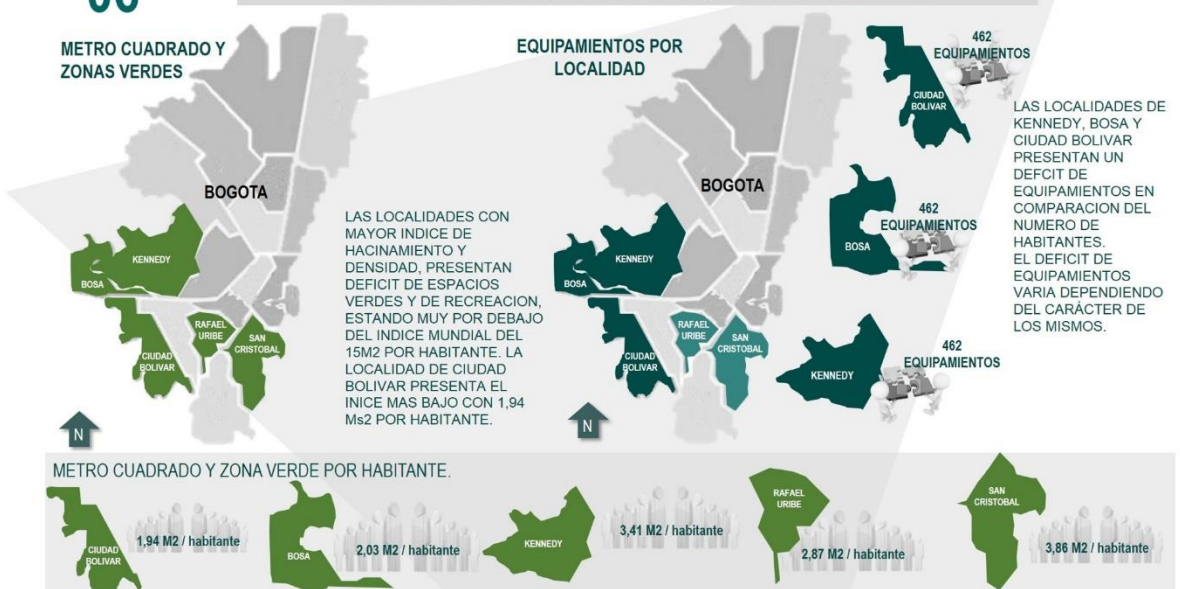 METRO CUADRADO Y
ZONAS VERDES
BOGOTA
KENNEDY
BOSA
CIUDAD
BOLIVAR
RAFAEL
URIBE
SAN
CRISTOBAL
N
LAS LOCALIDADES CON
MAYOR INDICE DE
HACINAMIENTO Y
DENSIDAD, PRESENTAN
DEFICIT DE ESPACIOS
VERDES Y DE RECREACION,
ESTANDO MUY POR DEBAJO
DEL INDICE MUNDIAL DEL
15M2 POR HABITANTE. LA
LOCALIDAD DE CIUDAD
BOLIVAR PRESENTA EL
INICE MAS BAJO CON 1,94
Ms2 POR HABITANTE.
EQUIPAMIENTOS POR
LOCALIDAD
BOGOTA
KENNEDY
BOSA
CIUDAD
BOLIVAR
RAFAEL
URIBE
SAN
CRISTOBAL
N
462
EQUIPAMIENTOS
CIUDAD
BOLIVAR
462
EQUIPAMIENTOS
BOSA
462
EQUIPAMIENTOS
KENNEDY
LAS LOCALIDADES DE
KENNEDY, BOSA Y
CIUDAD BOLIVAR
PRESENTAN UN
DEFCIT DE
EQUIPAMIENTOS EN
COMPARACION DEL
NUMERO DE
HABITANTES.
EL DEFICIT DE
EQUIPAMIENTOS
VARIA DEPENDIENDO
DEL CARÁCTER DE
LOS MISMOS.
METRO CUADRADO Y ZONA VERDE POR HABITANTE.
CIUDAD
BOLIVAR
1,94 M2 / habitante
BOSA
2,03 M2 / habitante
KENNEDY
3,41 M2 / habitante
RAFAEL
URIBE
2,87 M2 / habitante
SAN
CRISTOBAL
3,86 M2 / habitante